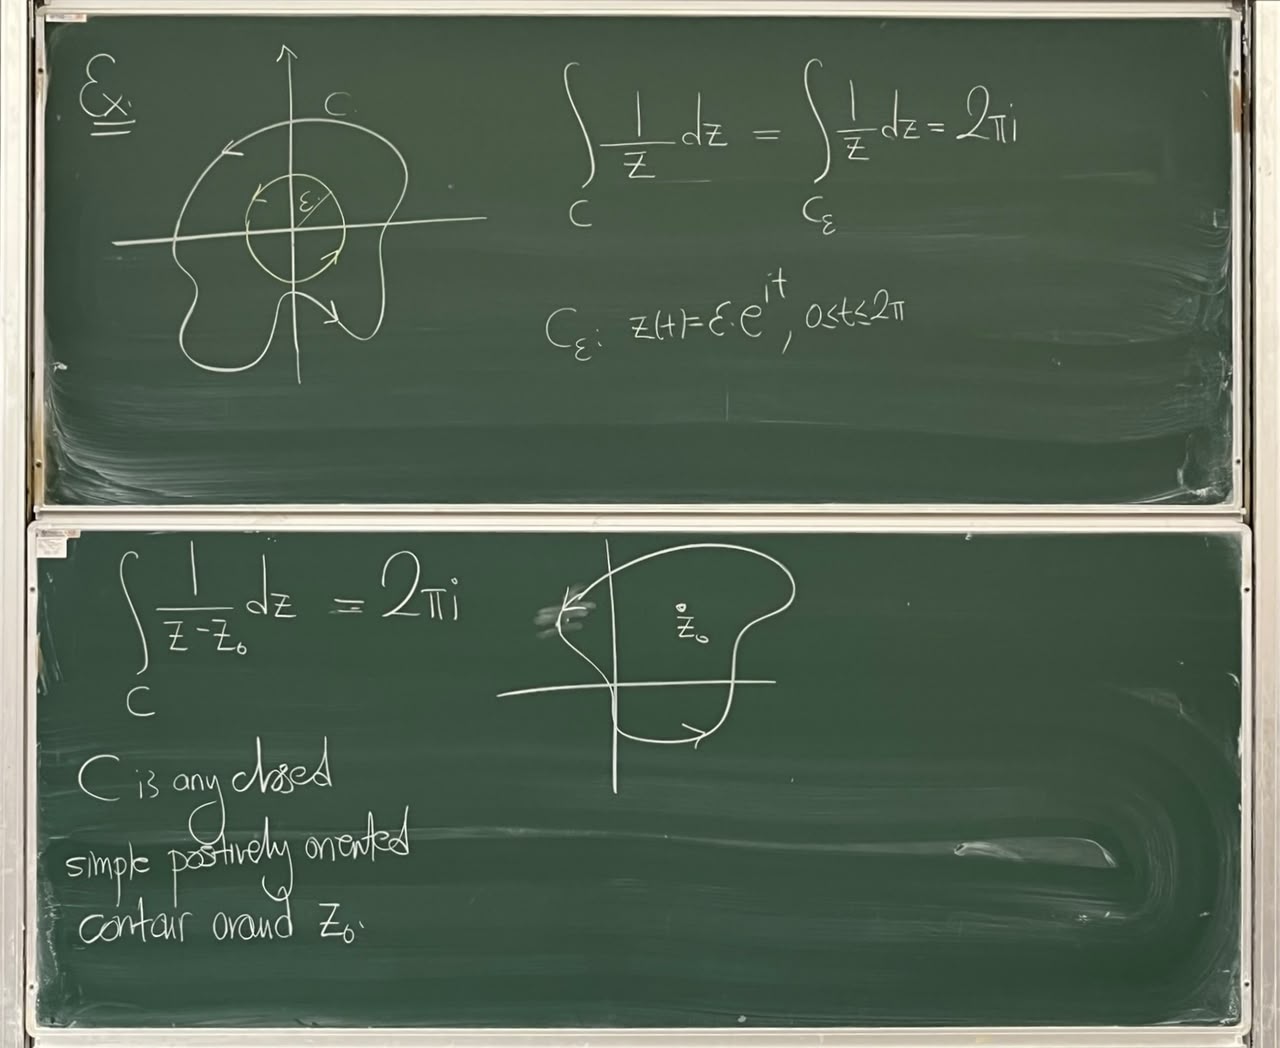 Ex:
C
ε
∫_C 1/z dz = ∫_{C_ε} 1/z dz = 2πi
C_ε: z(t)=ε·e^{it}, 0≤t≤2π
∫_C 1/(z-z₀) dz = 2πi
z₀
C is any closed
simple positively oriented
contour around z₀.